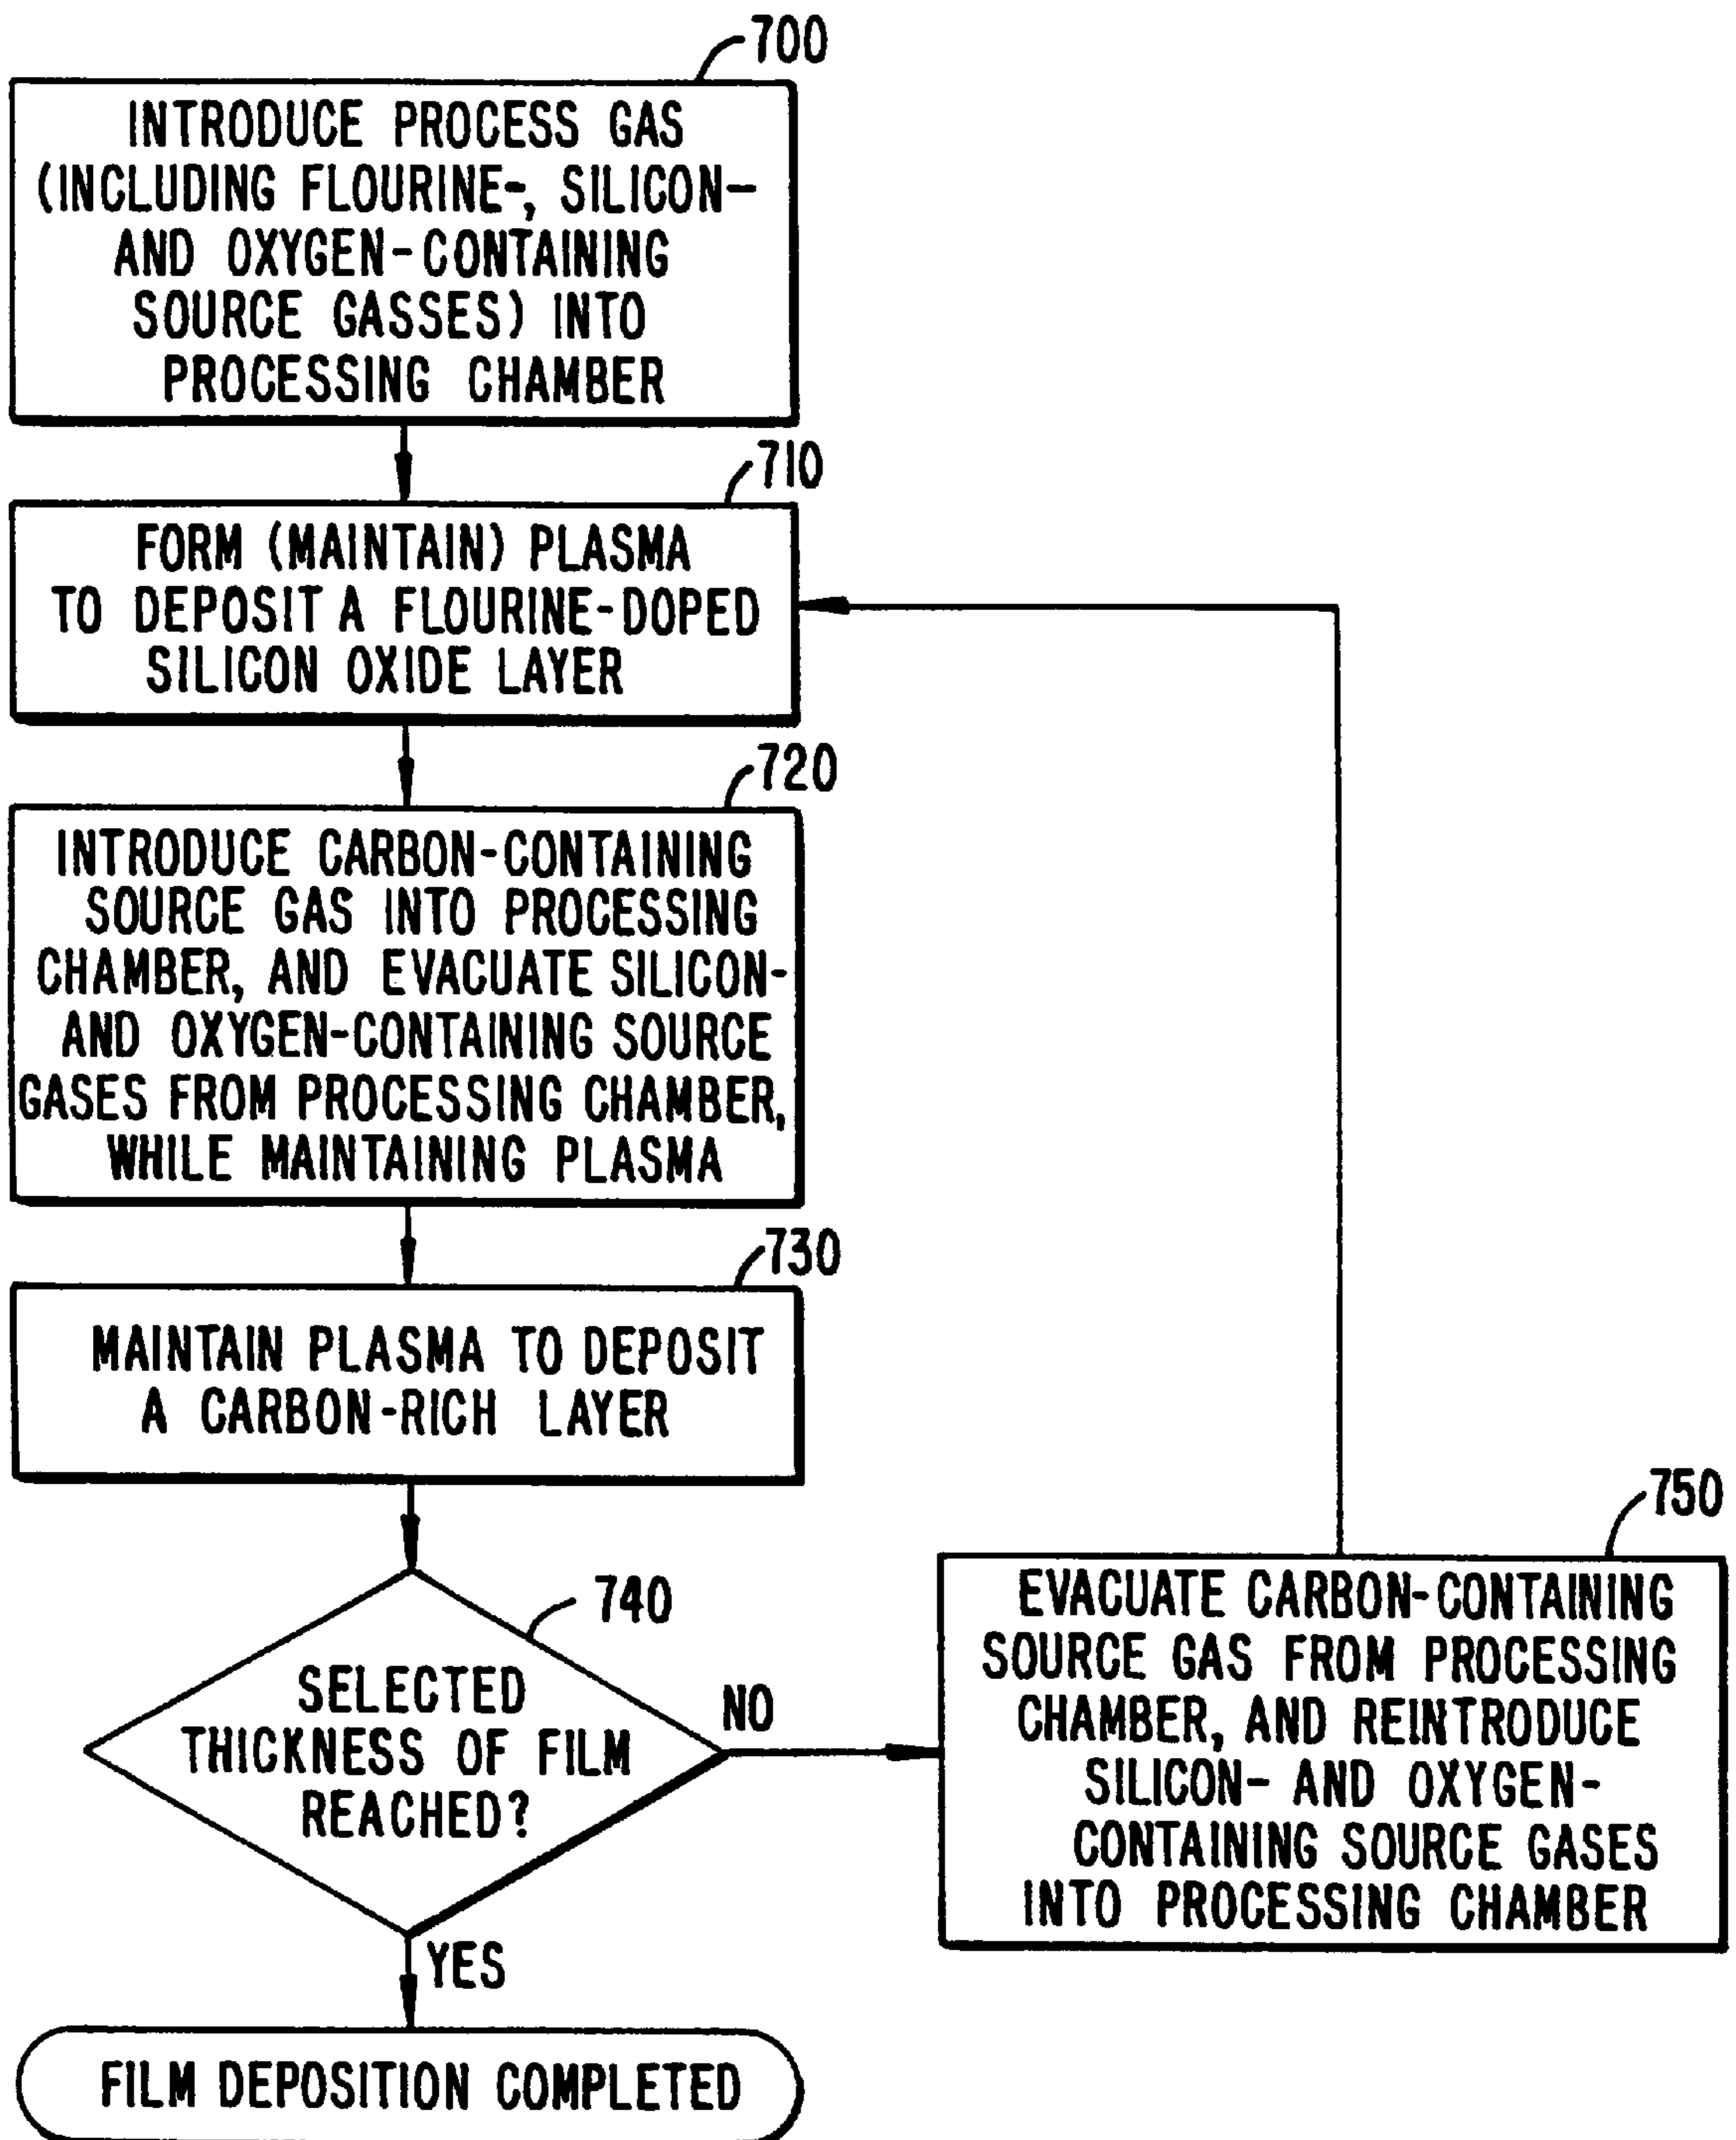 700
INTRODUCE PROCESS GAS
(INCLUDING FLOURINE-, SILICON-
AND OXYGEN-CONTAINING
SOURCE GASSES) INTO
PROCESSING CHAMBER
710
FORM (MAINTAIN) PLASMA
TO DEPOSIT A FLOURINE-DOPED
SILICON OXIDE LAYER
720
INTRODUCE CARBON-CONTAINING
SOURCE GAS INTO PROCESSING
CHAMBER, AND EVACUATE SILICON-
AND OXYGEN-CONTAINING SOURCE
GASES FROM PROCESSING CHAMBER,
WHILE MAINTAINING PLASMA
730
MAINTAIN PLASMA TO DEPOSIT
A CARBON-RICH LAYER
740
SELECTED
THICKNESS OF FILM
REACHED?
NO
750
EVACUATE CARBON-CONTAINING
SOURCE GAS FROM PROCESSING
CHAMBER, AND REINTRODUCE
SILICON- AND OXYGEN-
CONTAINING SOURCE GASES
INTO PROCESSING CHAMBER
YES
FILM DEPOSITION COMPLETED